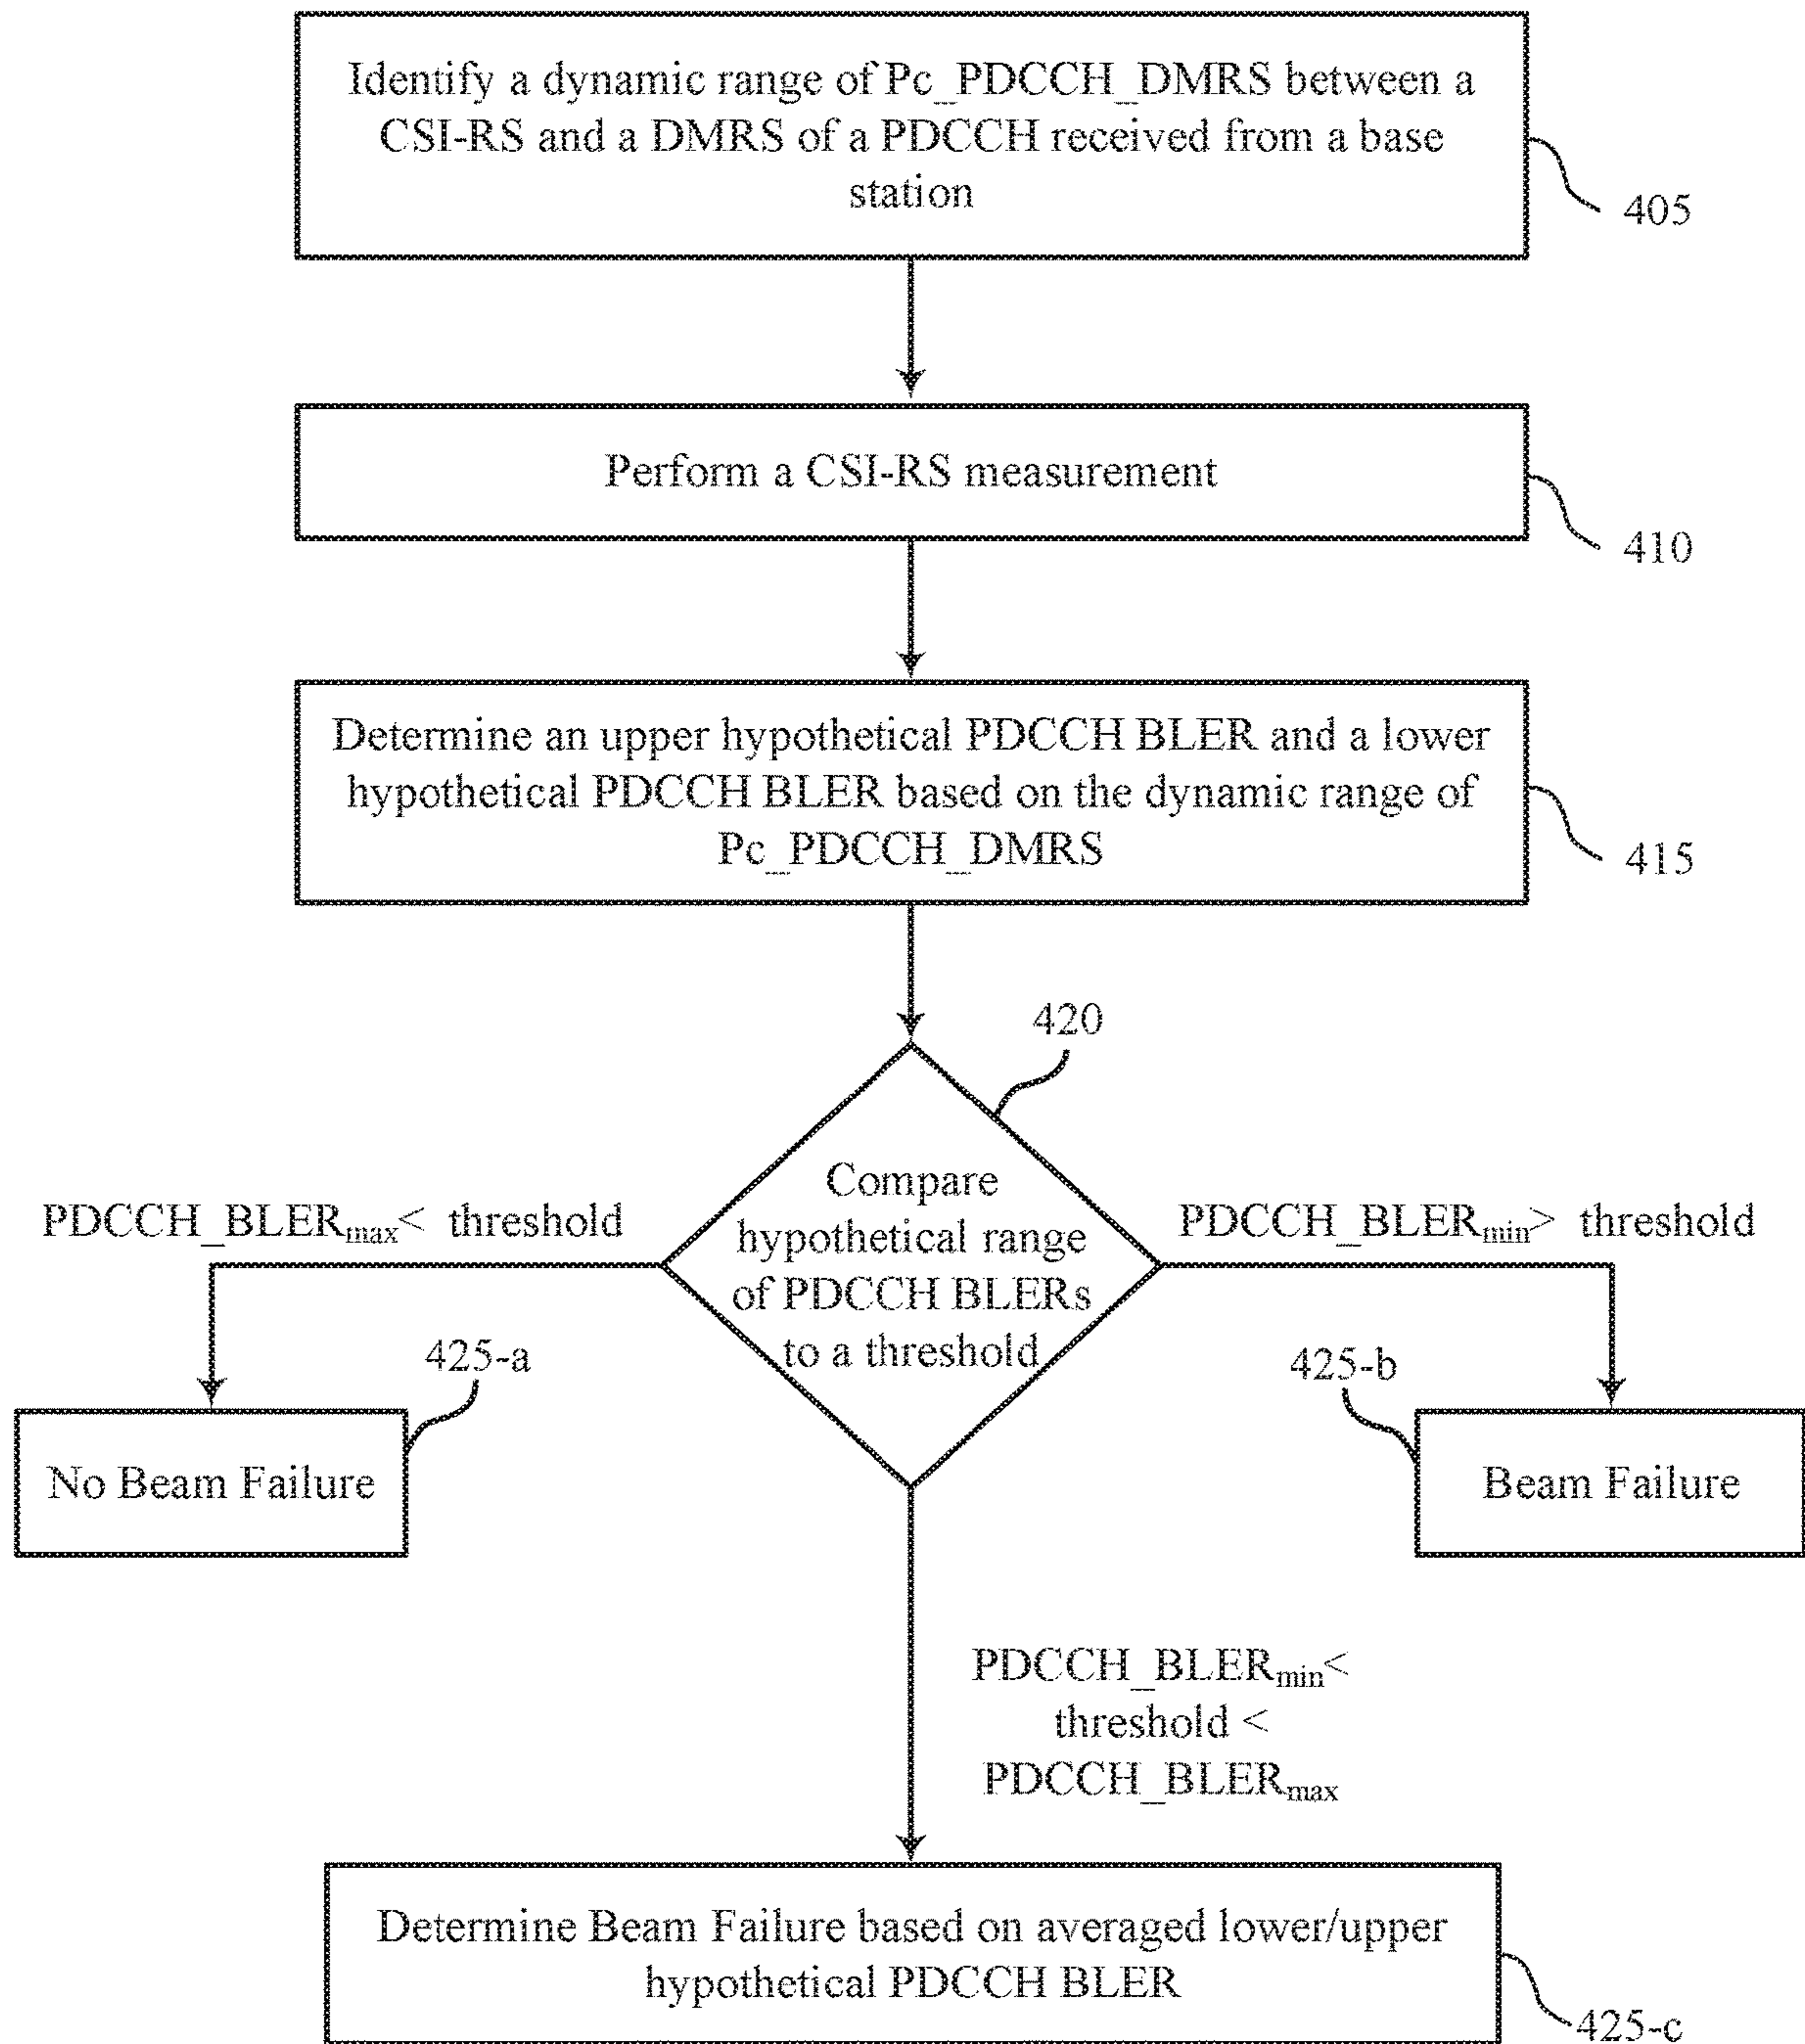 Identify a dynamic range of Pc_PDCCH_DMRS between a
CSI-RS and a DMRS of a PDCCH received from a base
station
405
Perform a CSI-RS measurement
410
Determine an upper hypothetical PDCCH BLER and a lower
hypothetical PDCCH BLER based on the dynamic range of
Pc_PDCCH_DMRS
415
420
Compare
hypothetical range
of PDCCH BLERs
to a threshold
PDCCH_BLERmax< threshold
PDCCH_BLERmin> threshold
425-a
425-b
No Beam Failure
Beam Failure
PDCCH_BLERmin<
threshold <
PDCCH_BLERmax
Determine Beam Failure based on averaged lower/upper
hypothetical PDCCH BLER
425-c